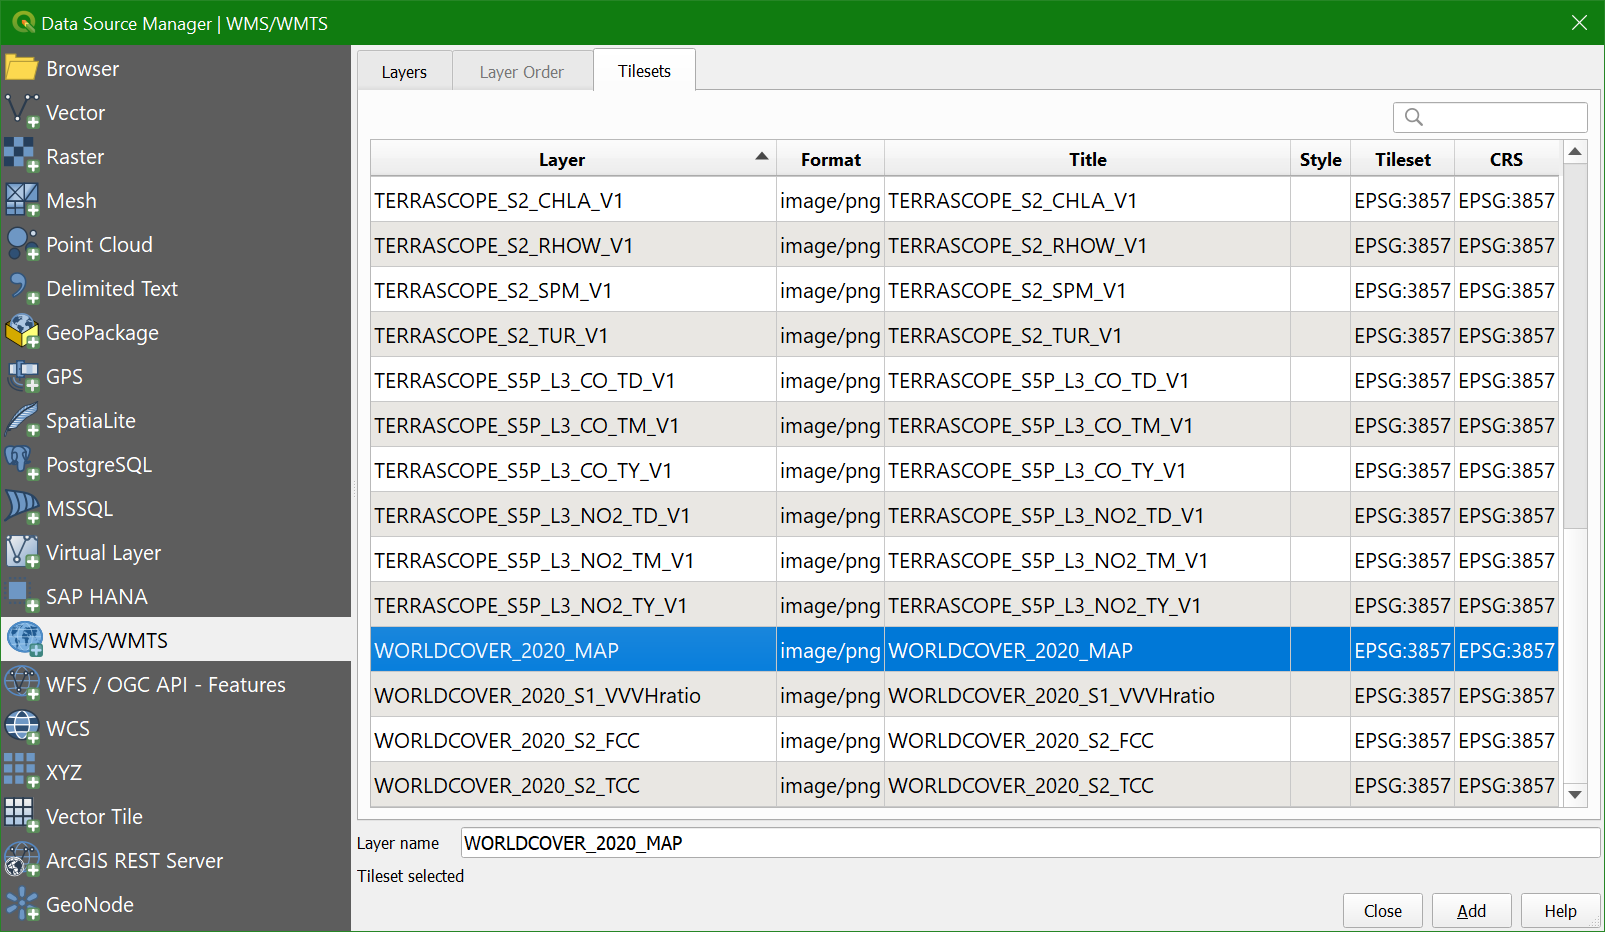 Data Source Manager | WMS/WMTS
Browser
Vector
Raster
Mesh
Point Cloud
Delimited Text
GeoPackage
GPS
SpatiaLite
PostgreSQL
MSSQL
Virtual Layer
SAP HANA
WMS/WMTS
WFS / OGC API - Features
WCS
XYZ
Vector Tile
ArcGIS REST Server
GeoNode
Layers Layer Order Tilesets
Layer Format Title Style Tileset CRS
TERRASCOPE_S2_CHLA_V1 image/png TERRASCOPE_S2_CHLA_V1 EPSG:3857 EPSG:3857
TERRASCOPE_S2_RHOW_V1 image/png TERRASCOPE_S2_RHOW_V1 EPSG:3857 EPSG:3857
TERRASCOPE_S2_SPM_V1 image/png TERRASCOPE_S2_SPM_V1 EPSG:3857 EPSG:3857
TERRASCOPE_S2_TUR_V1 image/png TERRASCOPE_S2_TUR_V1 EPSG:3857 EPSG:3857
TERRASCOPE_S5P_L3_CO_TD_V1 image/png TERRASCOPE_S5P_L3_CO_TD_V1 EPSG:3857 EPSG:3857
TERRASCOPE_S5P_L3_CO_TM_V1 image/png TERRASCOPE_S5P_L3_CO_TM_V1 EPSG:3857 EPSG:3857
TERRASCOPE_S5P_L3_CO_TY_V1 image/png TERRASCOPE_S5P_L3_CO_TY_V1 EPSG:3857 EPSG:3857
TERRASCOPE_S5P_L3_NO2_TD_V1 image/png TERRASCOPE_S5P_L3_NO2_TD_V1 EPSG:3857 EPSG:3857
TERRASCOPE_S5P_L3_NO2_TM_V1 image/png TERRASCOPE_S5P_L3_NO2_TM_V1 EPSG:3857 EPSG:3857
TERRASCOPE_S5P_L3_NO2_TY_V1 image/png TERRASCOPE_S5P_L3_NO2_TY_V1 EPSG:3857 EPSG:3857
WORLDCOVER_2020_MAP image/png WORLDCOVER_2020_MAP EPSG:3857 EPSG:3857
WORLDCOVER_2020_S1_VVVHratio image/png WORLDCOVER_2020_S1_VVVHratio EPSG:3857 EPSG:3857
WORLDCOVER_2020_S2_FCC image/png WORLDCOVER_2020_S2_FCC EPSG:3857 EPSG:3857
WORLDCOVER_2020_S2_TCC image/png WORLDCOVER_2020_S2_TCC EPSG:3857 EPSG:3857
Layer name WORLDCOVER_2020_MAP
Tileset selected
Close Add Help